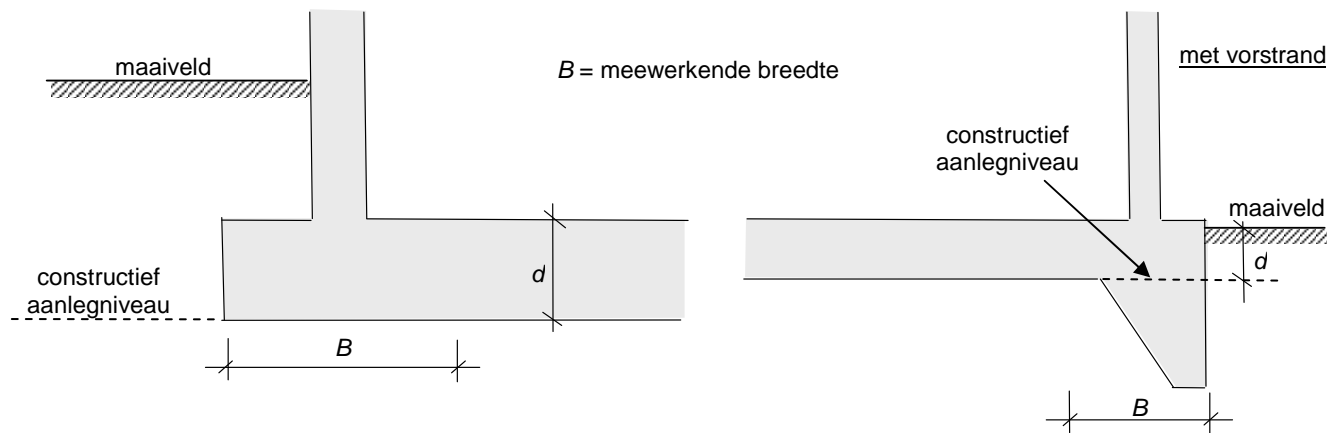 maaiveld
B = meewerkende breedte
met vorstrand
constructief
aanlegniveau
maaiveld
d
d
constructief
aanlegniveau
B
B